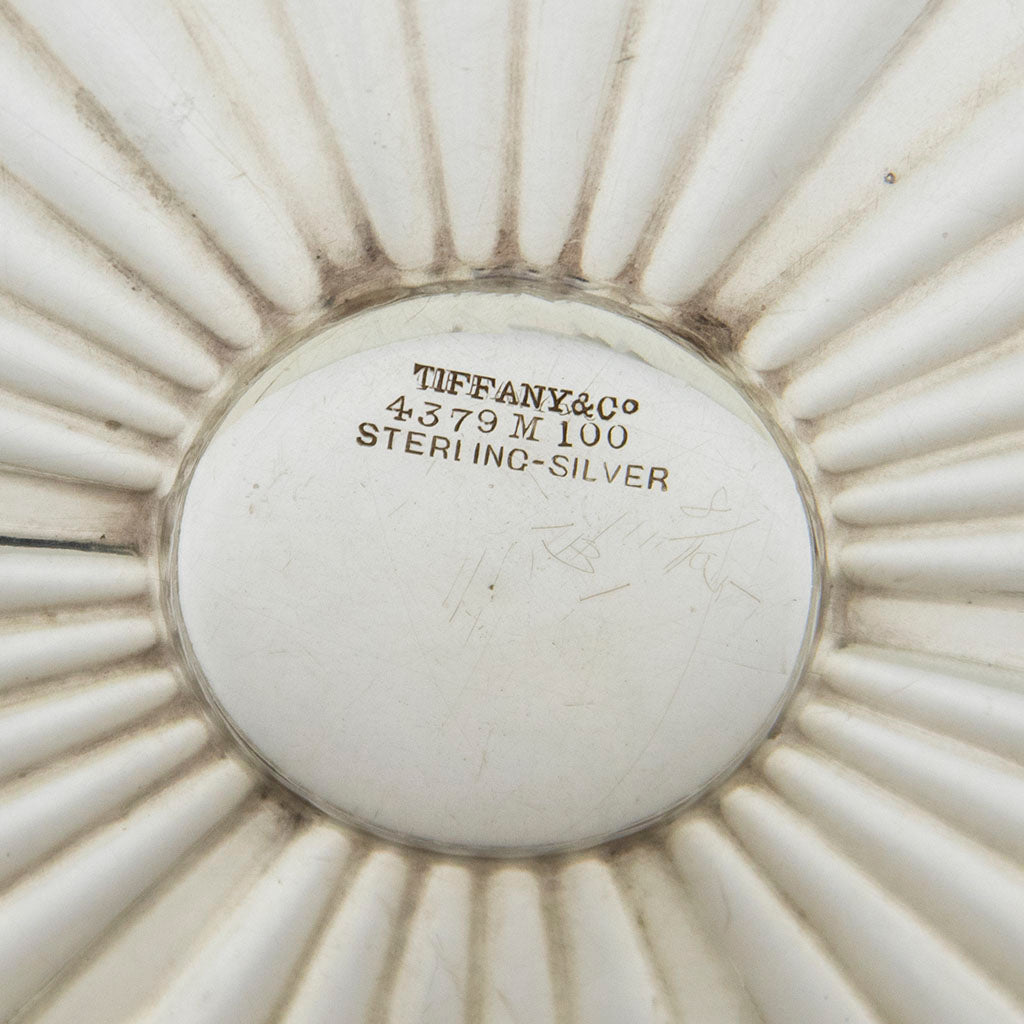 TIFFANY & Cº
4379 M 100
STERLING-SILVER